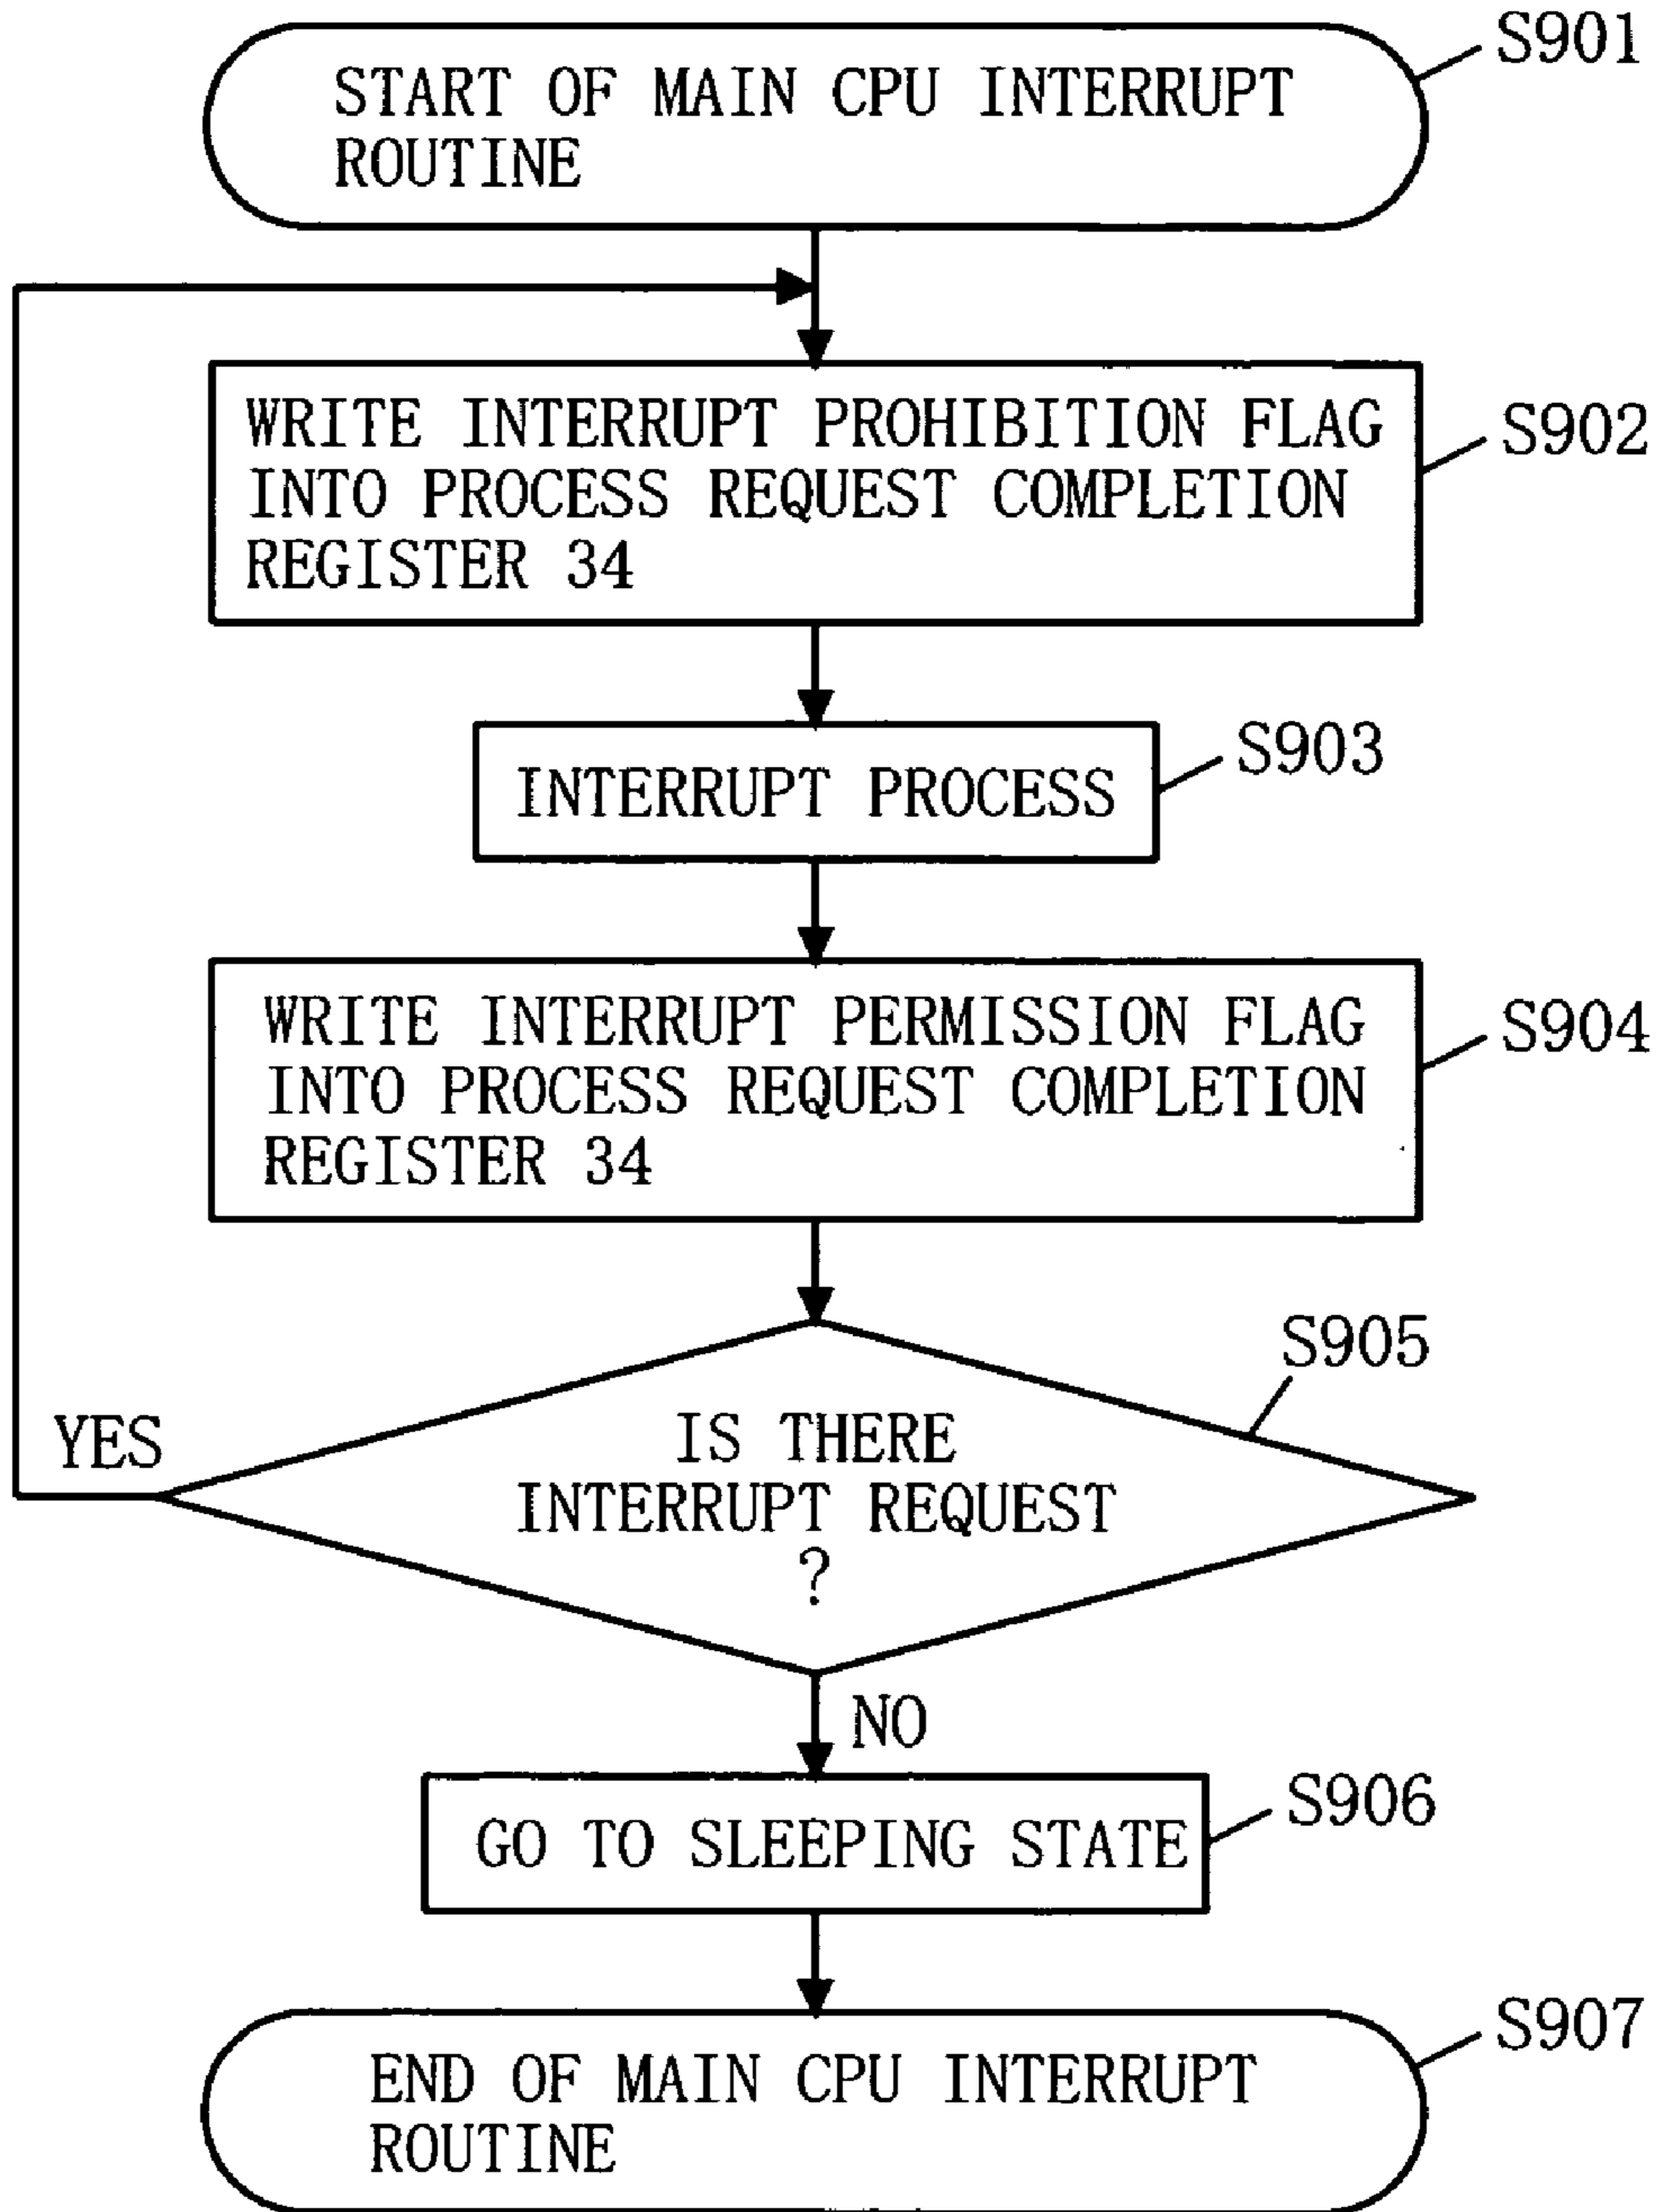 S901
START OF MAIN CPU INTERRUPT
ROUTINE
WRITE INTERRUPT PROHIBITION FLAG
INTO PROCESS REQUEST COMPLETION
REGISTER 34
S902
S903
INTERRUPT PROCESS
WRITE INTERRUPT PERMISSION FLAG
INTO PROCESS REQUEST COMPLETION
REGISTER 34
S904
S905
YES
IS THERE
INTERRUPT REQUEST
?
NO
S906
GO TO SLEEPING STATE
S907
END OF MAIN CPU INTERRUPT
ROUTINE